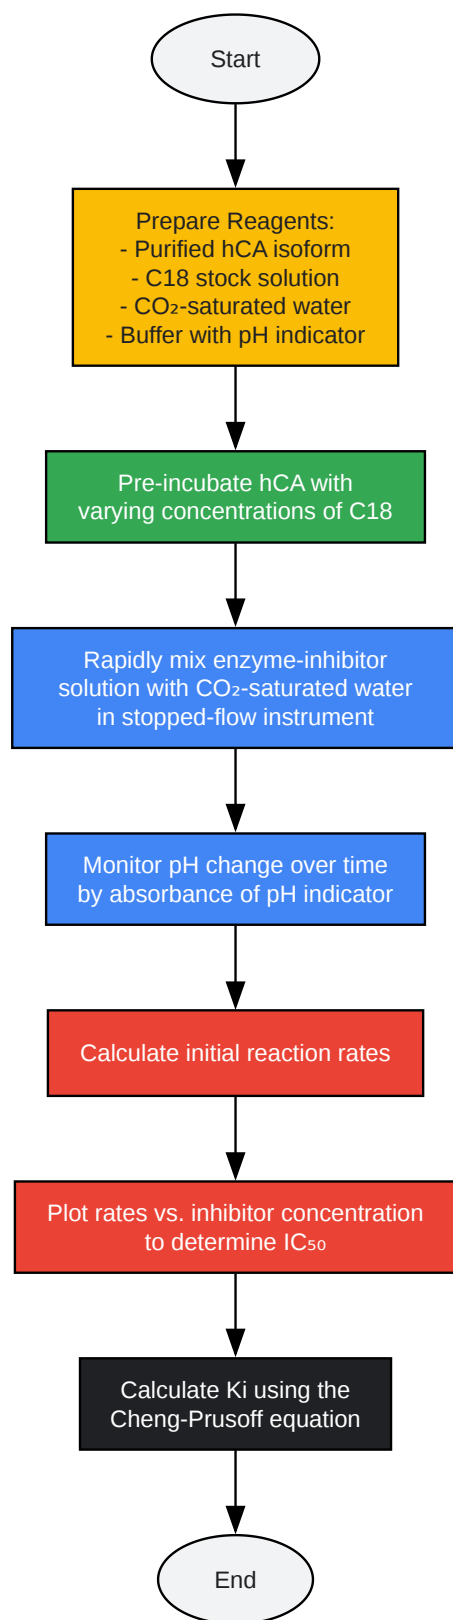 Start
Prepare Reagents:
- Purified hCA isoform
- C18 stock solution
- CO₂-saturated water
- Buffer with pH indicator
Pre-incubate hCA with
varying concentrations of C18
Rapidly mix enzyme-inhibitor
solution with CO₂-saturated water
in stopped-flow instrument
Monitor pH change over time
by absorbance of pH indicator
Calculate initial reaction rates
Plot rates vs. inhibitor concentration
to determine IC₅₀
Calculate Ki using the
Cheng-Prusoff equation
End